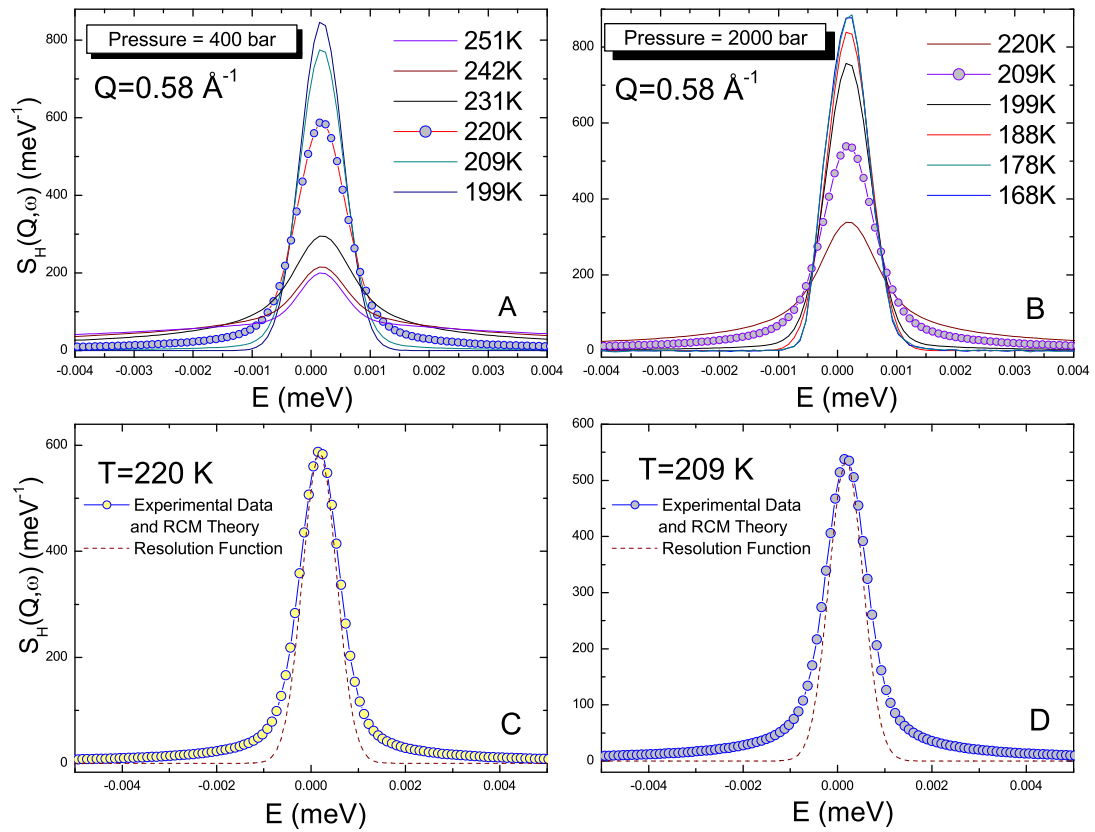 Pressure = 400 bar
Q=0.58 Å-1
251K
242K
231K
220K
209K
199K
A
SH(Q,ω) (meV-1)
800
600
400
200
0
-0.004 -0.003 -0.002 -0.001 0.000 0.001 0.002 0.003 0.004
E (meV)
Pressure = 2000 bar
Q=0.58 Å-1
220K
209K
199K
188K
178K
168K
B
800
600
400
200
0
-0.004 -0.003 -0.002 -0.001 0.000 0.001 0.002 0.003 0.004
E (meV)
T=220 K
Experimental Data
and RCM Theory
Resolution Function
C
SH(Q,ω) (meV-1)
600
400
200
0
-0.004 -0.002 0.000 0.002 0.004
E (meV)
T=209 K
Experimental Data
and RCM Theory
Resolution Function
D
600
500
400
300
200
100
0
-0.004 -0.002 0.000 0.002 0.004
E (meV)